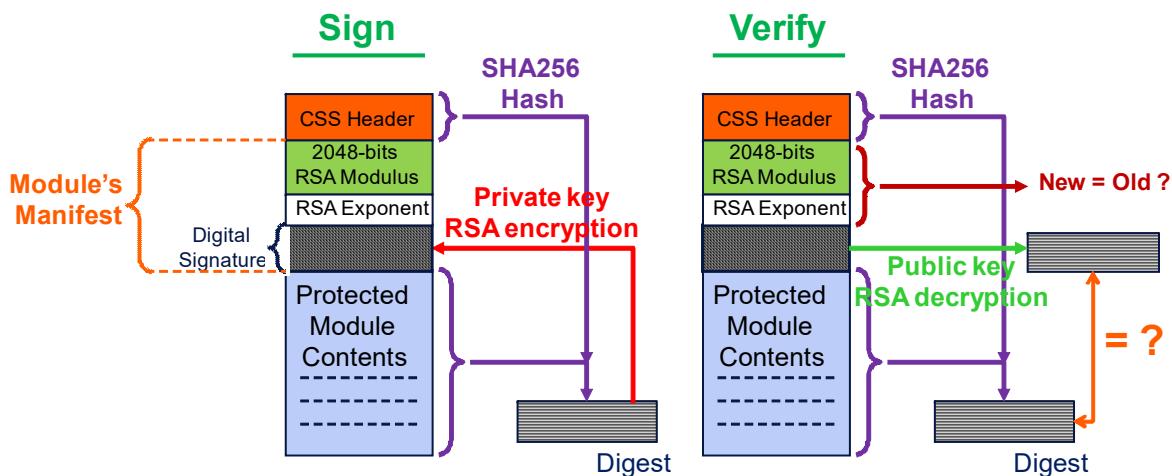 Sign
SHA256
Hash
CSS Header
2048-bits
RSA Modulus
RSA Exponent
Module's
Manifest
Digital
Signature
Private key
RSA encryption
Protected
Module
Contents
Digest
Verify
SHA256
Hash
CSS Header
2048-bits
RSA Modulus
RSA Exponent
New = Old ?
Public key
RSA decryption
Protected
Module
Contents
= ?
Digest